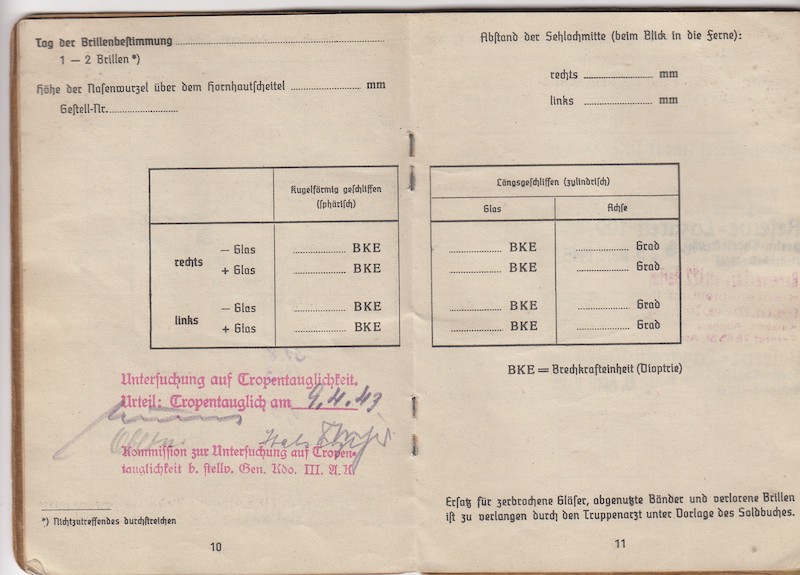 Tag der Brillenbestimmung
1 — 2 Brillen *)
Höhe der Nasenwurzel über dem Hornhautscheitel mm
Gestell-Nr.
Kugelförmig geschliffen
(sphärisch)
rechts
— Glas BKE
+ Glas BKE
links
— Glas BKE
+ Glas BKE
Untersuchung auf Tropentauglichkeit.
Urteil: Tropentauglich am 9.4.43
Kommission zur Untersuchung auf Tropen-
tauglichkeit b. stellv. Gen. Kdo. III. A. K.
*) Nichtzutreffendes durchstreichen
10
Abstand der Sehlochmitte (beim Blick in die Ferne):
rechts mm
links mm
Längsgeschliffen (zylindrisch)
Glas Achse
BKE Grad
BKE Grad
BKE Grad
BKE Grad
BKE = Brechkrafteinheit (Dioptrie)
Ersatz für zerbrochene Gläser, abgenutzte Bänder und verlorene Brillen
ist zu verlangen durch den Truppenarzt unter Vorlage des Soldbuches.
11